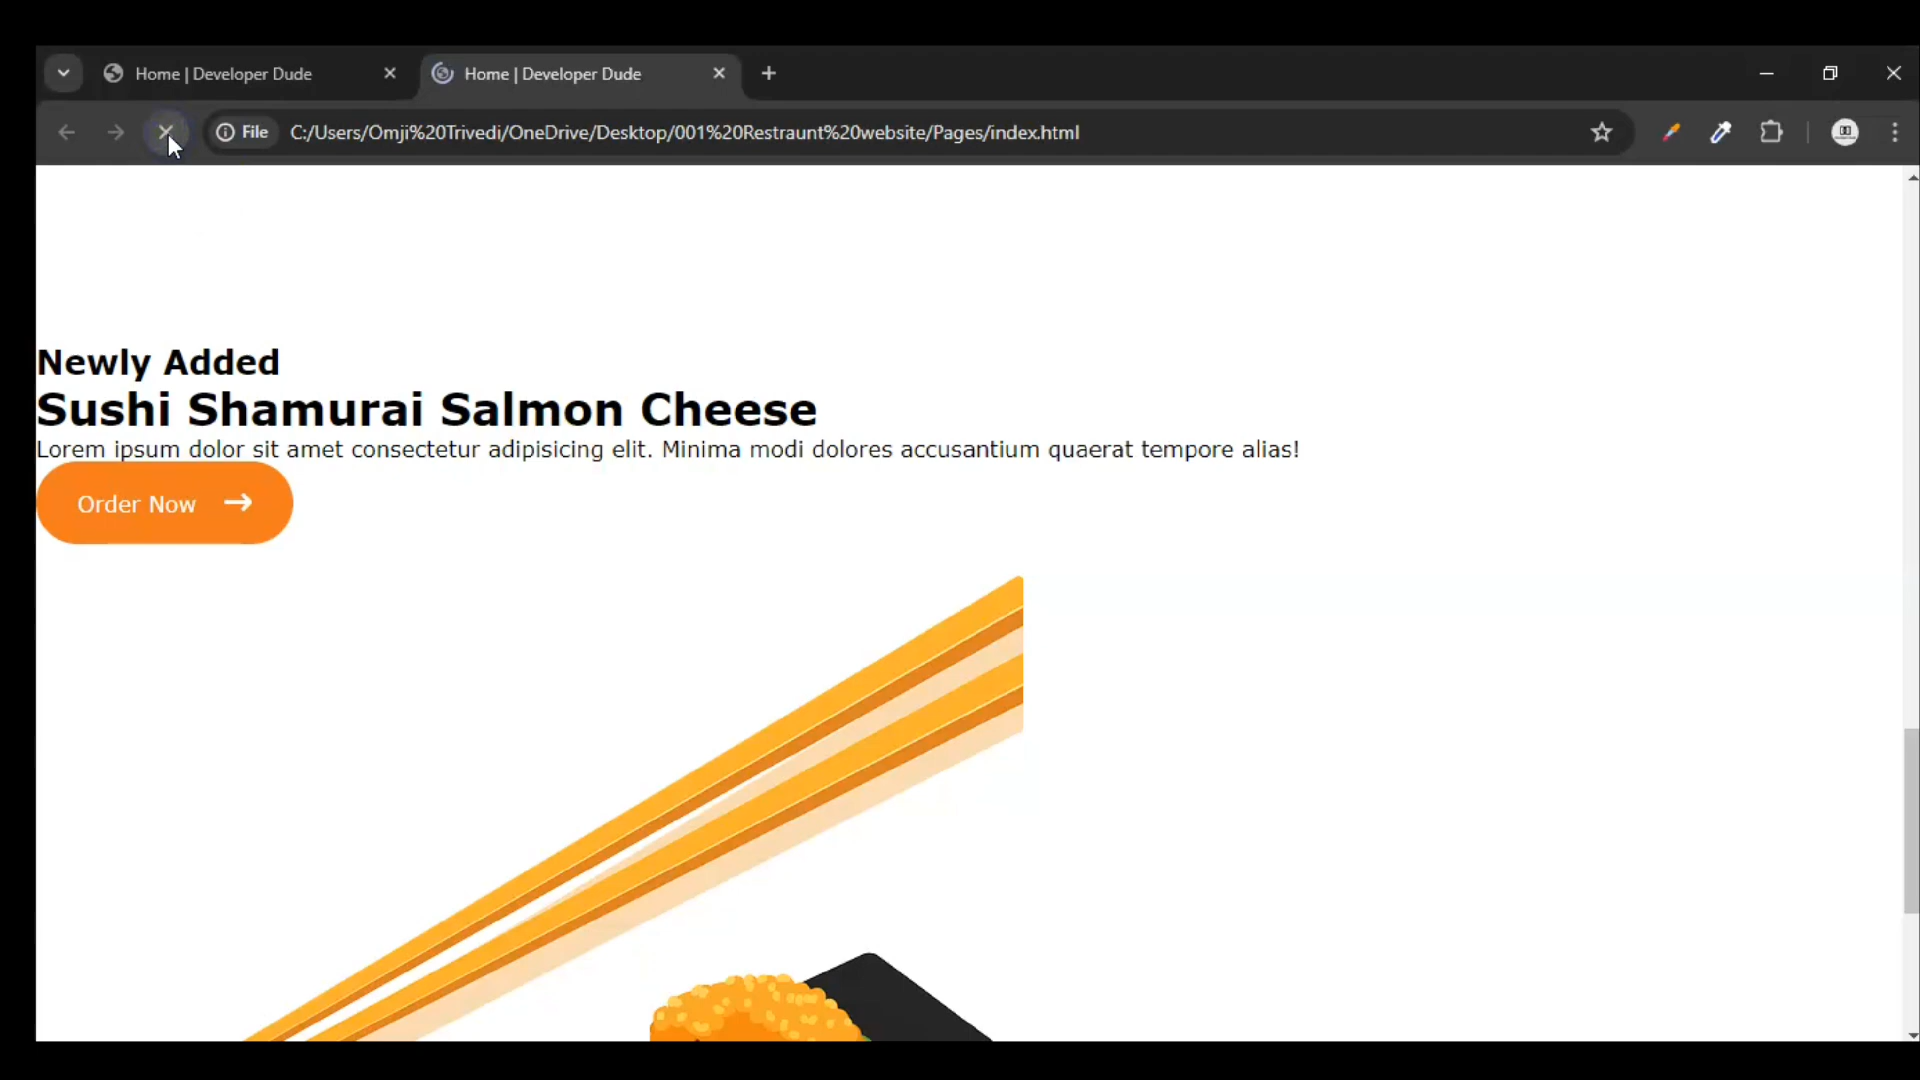 Home | Developer Dude
Home | Developer Dude
File C:/Users/Omji%20Trivedi/OneDrive/Desktop/001%20Restraunt%20website/Pages/index.html
Newly Added
Sushi Shamurai Salmon Cheese
Lorem ipsum dolor sit amet consectetur adipisicing elit. Minima modi dolores accusantium quaerat tempore alias!
Order Now